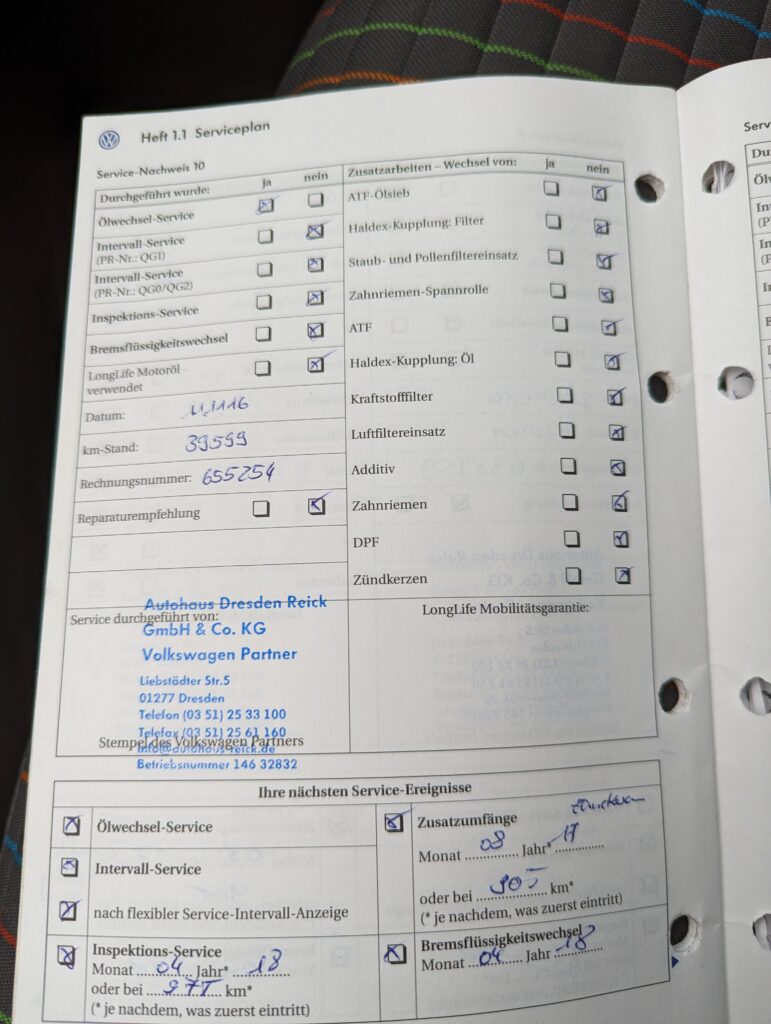 Heft 1.1 Serviceplan
Service-Nachweis 10
Durchgeführt wurde: ja nein
Ölwechsel-Service
Intervall-Service
(PR-Nr.: QG1)
Intervall-Service
(PR-Nr.: QG0/QG2)
Inspektions-Service
Bremsflüssigkeitswechsel
LongLife Motoröl
verwendet
Datum:
km-Stand: 39599
Rechnungsnummer: 655254
Reparaturempfehlung
Zusatzarbeiten – Wechsel von: ja nein
ATF-Ölsieb
Haldex-Kupplung: Filter
Staub- und Pollenfiltereinsatz
Zahnriemen-Spannrolle
ATF
Haldex-Kupplung: Öl
Kraftstofffilter
Luftfiltereinsatz
Additiv
Zahnriemen
DPF
Zündkerzen
Service durchgeführt von:
Autohaus Dresden Reick
GmbH & Co. KG
Volkswagen Partner
Liebstädter Str.5
01277 Dresden
Telefon (03 51) 25 33 100
Telefax (03 51) 25 61 160
info@autohaus-reick.de
Stempel des Volkswagen Partners
Betriebsnummer 146 32832
LongLife Mobilitätsgarantie:
Ihre nächsten Service-Ereignisse
Ölwechsel-Service
Intervall-Service
nach flexibler Service-Intervall-Anzeige
Inspektions-Service
Monat 04 Jahr* 18
oder bei km*
(* je nachdem, was zuerst eintritt)
Zusatzumfänge
Monat 08 Jahr* 17
oder bei km*
(* je nachdem, was zuerst eintritt)
Bremsflüssigkeitswechsel
Monat 04 Jahr 18